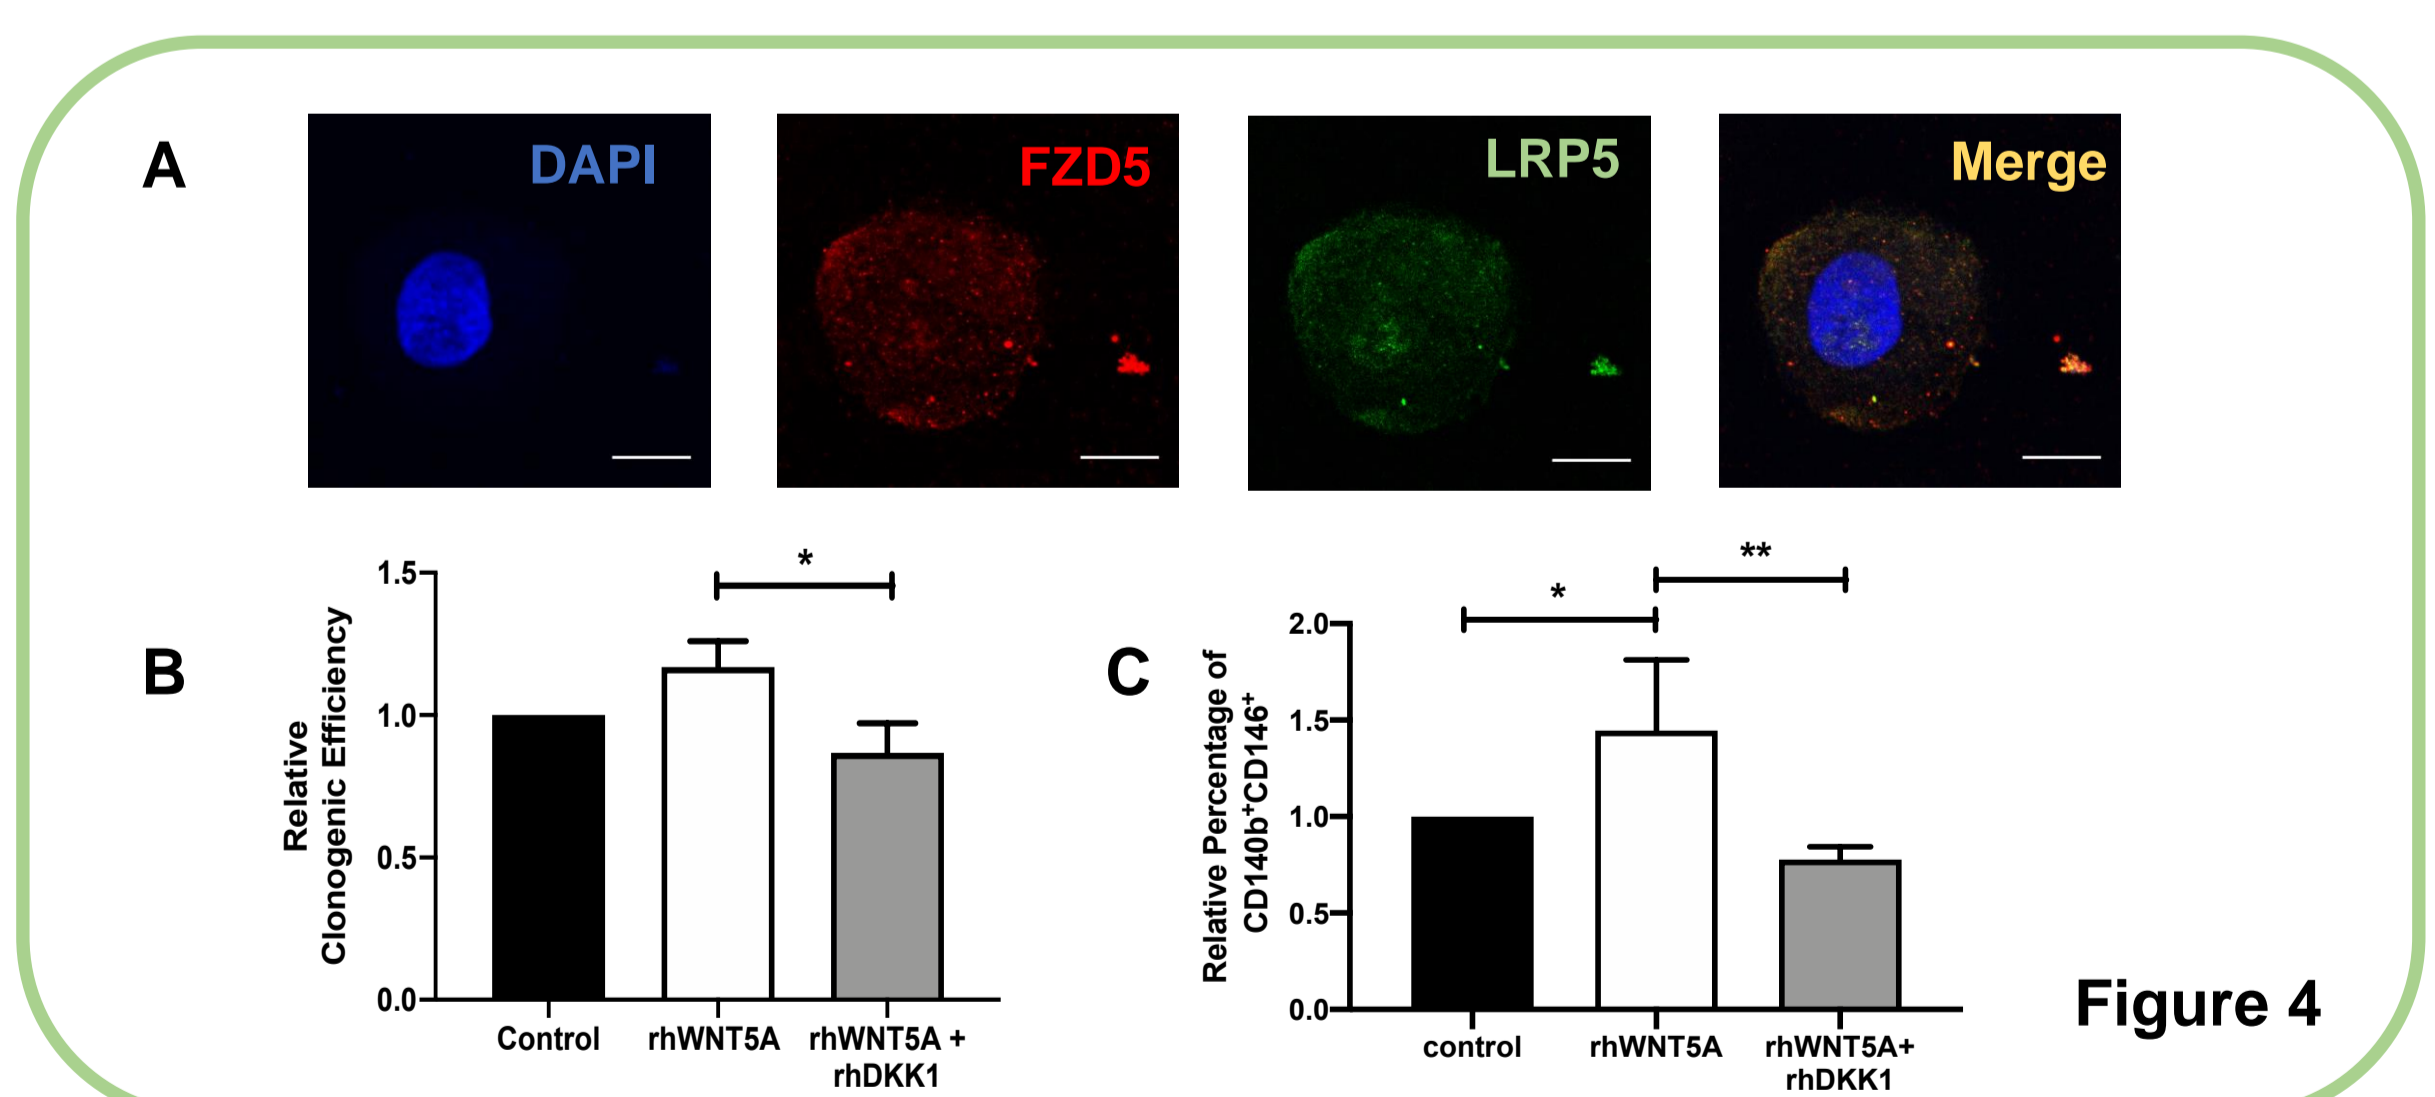 A
DAPI
FZD5
LRP5
Merge
B
Relative
Clonogenic Efficiency
1.5
1.0
0.5
0.0
*
Control
rhWNT5A
rhWNT5A +
rhDKK1
C
Relative Percentage of
CD140b⁺CD146⁺
2.0
1.5
1.0
0.5
0.0
*
**
control
rhWNT5A
rhWNT5A+
rhDKK1
Figure 4